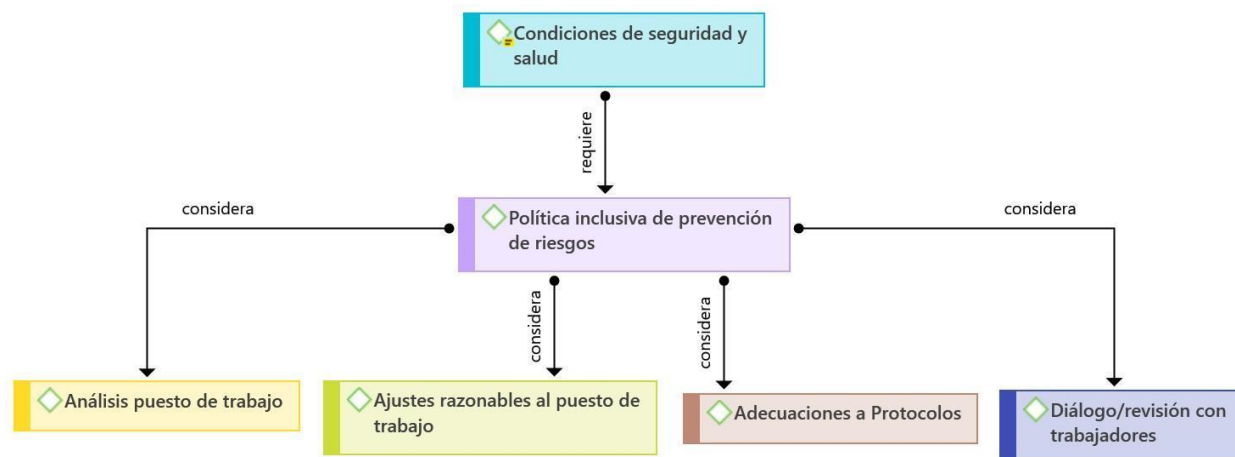 Condiciones de seguridad y
salud
requiere
Política inclusiva de prevención
de riesgos
considera
considera
considera
considera
Análisis puesto de trabajo
Ajustes razonables al puesto de
trabajo
Adecuaciones a Protocolos
Diálogo/revisión con
trabajadores